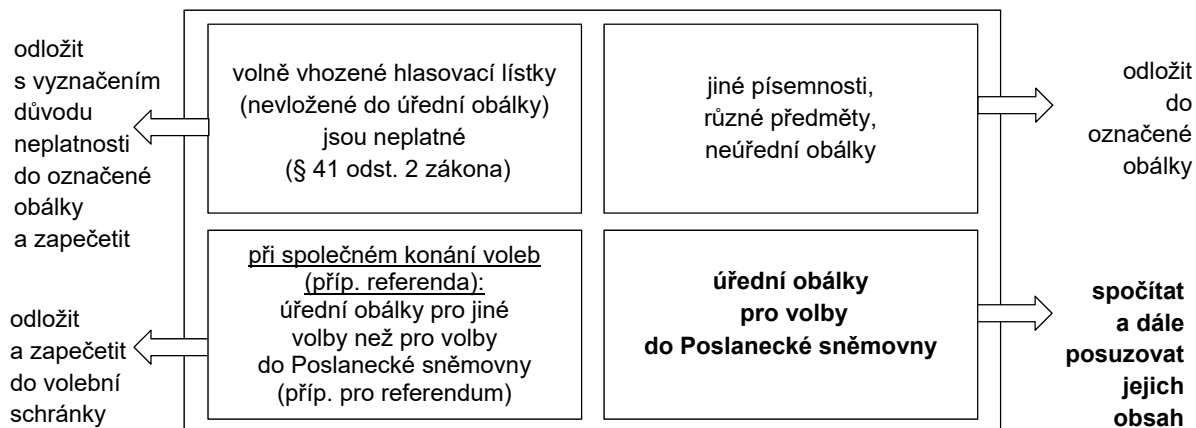 odložit
s vyznačením
důvodu
neplatnosti
do označené
obálky
a zapečetit
volně vhozené hlasovací lístky
(nevložené do úřední obálky)
jsou neplatné
(§ 41 odst. 2 zákona)
jiné písemnosti,
různé předměty,
neúřední obálky
odložit
do
označené
obálky
odložit
a zapečetit
do volební
schránky
při společném konání voleb
(příp. referenda):
úřední obálky pro jiné
volby než pro volby
do Poslanecké sněmovny
(příp. pro referendum)
úřední obálky
pro volby
do Poslanecké sněmovny
spočítat
a dále
posuzovat
jejich
obsah